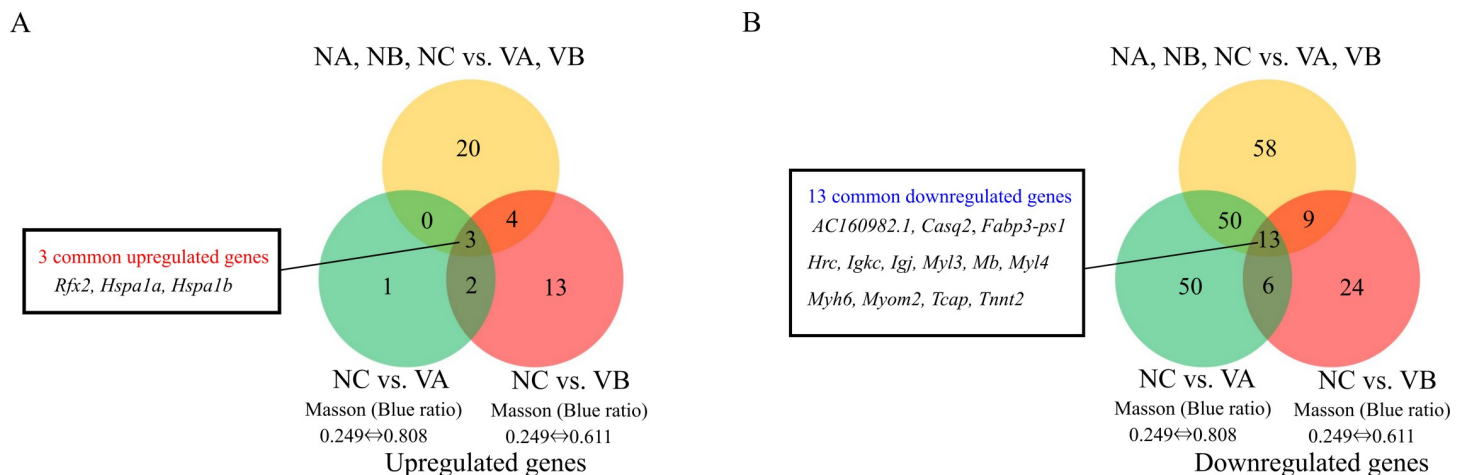 A
NA, NB, NC vs. VA, VB
20
0
4
3
3 common upregulated genes
Rfx2, Hspa1a, Hspa1b
1
2
13
NC vs. VA
NC vs. VB
Masson (Blue ratio)
Masson (Blue ratio)
0.249⇔0.808
0.249⇔0.611
Upregulated genes
B
NA, NB, NC vs. VA, VB
58
13 common downregulated genes
AC160982.1, Casq2, Fabp3-ps1
Hrc, Igkc, Igj, Myl3, Mb, Myl4
Myh6, Myom2, Tcap, Tnnt2
50
9
13
50
6
24
NC vs. VA
NC vs. VB
Masson (Blue ratio)
Masson (Blue ratio)
0.249⇔0.808
0.249⇔0.611
Downregulated genes